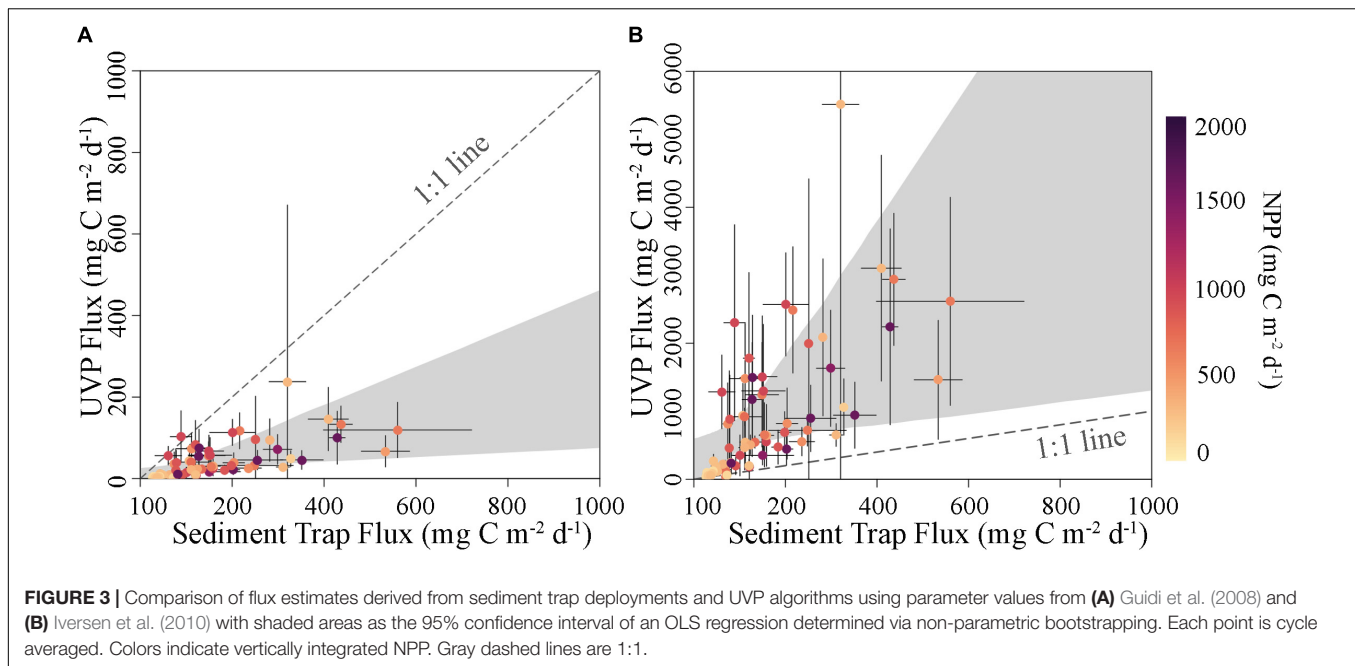 A
B
1000
800
600
400
200
0
UVP Flux (mg C m-2 d-1)
1:1 line
100
200
400
600
800
1000
Sediment Trap Flux (mg C m-2 d-1)
6000
5000
4000
3000
2000
1000
0
UVP Flux (mg C m-2 d-1)
1:1 line
100
200
400
600
800
1000
Sediment Trap Flux (mg C m-2 d-1)
2000
1500
1000
500
0
NPP (mg C m-2 d-1)
FIGURE 3 | Comparison of flux estimates derived from sediment trap deployments and UVP algorithms using parameter values from (A) Guidi et al. (2008) and
(B) Iversen et al. (2010) with shaded areas as the 95% confidence interval of an OLS regression determined via non-parametric bootstrapping. Each point is cycle
averaged. Colors indicate vertically integrated NPP. Gray dashed lines are 1:1.